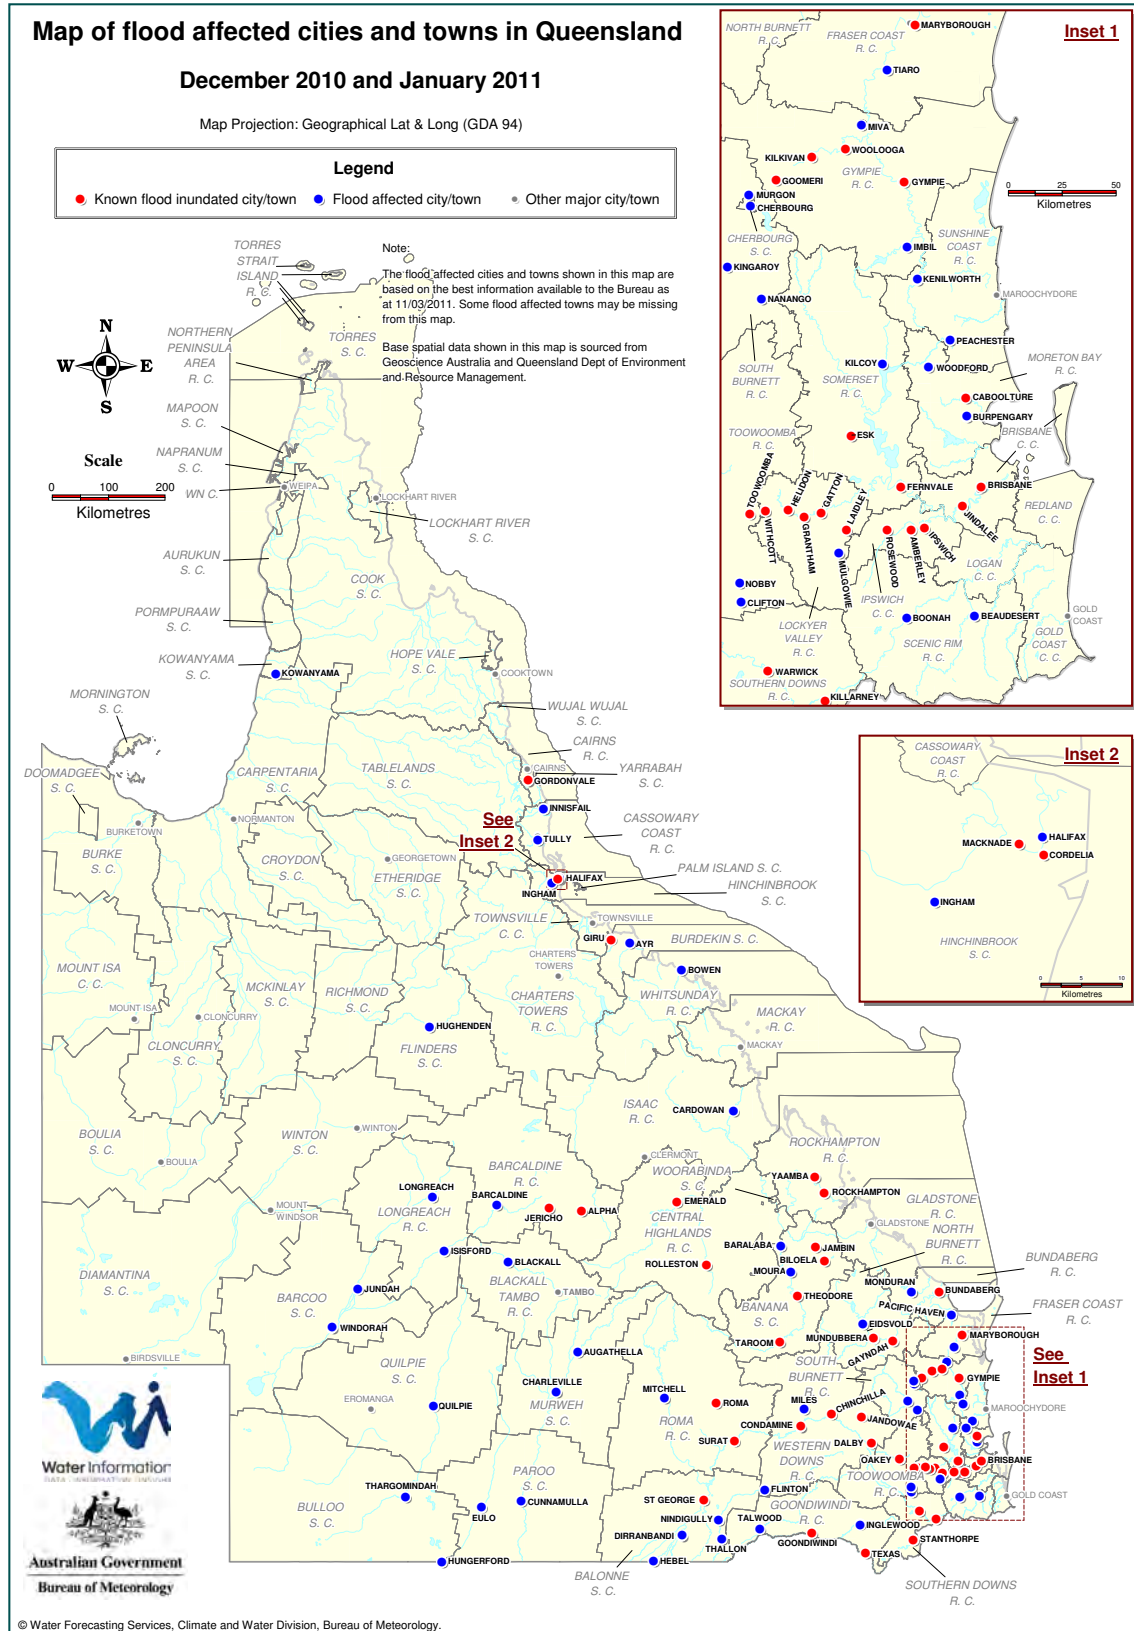 Map of flood affected cities and towns in Queensland
December 2010 and January 2011
Map Projection: Geographical Lat & Long (GDA 94)
Legend
Known flood inundated city/town
Flood affected city/town
Other major city/town
Note:
The flood affected cities and towns shown in this map are
based on the best information available to the Bureau as
at 11/03/2011. Some flood affected towns may be missing
from this map.
Base spatial data shown in this map is sourced from
Geoscience Australia and Queensland Dept of Environment
and Resource Management.
N
W
E
S
Scale
0 100 200
Kilometres
TORRES
STRAIT
ISLAND
R. C.
NORTHERN
PENINSULA
AREA
R. C.
TORRES
S. C.
MAPOON
S. C.
NAPRANUM
S. C.
WN C.
WEIPA
LOCKHART RIVER
LOCKHART RIVER
S. C.
AURUKUN
S. C.
COOK
S. C.
PORMPURAAW
S. C.
KOWANYAMA
S. C.
KOWANYAMA
HOPE VALE
S. C.
COOKTOWN
MORNINGTON
S. C.
WUJAL WUJAL
S. C.
CAIRNS
R. C.
DOOMADGEE
S. C.
CARPENTARIA
S. C.
TABLELANDS
R. C.
CAIRNS
YARRABAH
S. C.
GORDONVALE
INNISFAIL
BURKETOWN
NORMANTON
See
Inset 2
TULLY
CASSOWARY
COAST
R. C.
BURKE
S. C.
CROYDON
S. C.
GEORGETOWN
ETHERIDGE
S. C.
PALM ISLAND S. C.
HALIFAX
INGHAM
HINCHINBROOK
S. C.
TOWNSVILLE
C. C.
TOWNSVILLE
GIRU
AYR
BURDEKIN S. C.
CHARTERS
TOWERS
MOUNT ISA
C. C.
BOWEN
MCKINLAY
S. C.
RICHMOND
S. C.
CHARTERS
TOWERS
R. C.
WHITSUNDAY
R. C.
MOUNT ISA
CLONCURRY
MACKAY
R. C.
HUGHENDEN
CLONCURRY
S. C.
FLINDERS
S. C.
MACKAY
ISAAC
R. C.
CARDOWAN
BOULIA
S. C.
WINTON
S. C.
WINTON
ROCKHAMPTON
R. C.
BOULIA
CLERMONT
BARCALDINE
R. C.
WOORABINDA
S. C.
YAAMBA
LONGREACH
BARCALDINE
ROCKHAMPTON
MOUNT
WINDSOR
LONGREACH
R. C.
JERICHO
ALPHA
EMERALD
GLADSTONE
R. C.
CENTRAL
HIGHLANDS
R. C.
GLADSTONE
NORTH
BURNETT
R. C.
ISISFORD
BARALABA
JAMBIN
BLACKALL
ROLLESTON
BILOELA
MOURA
BUNDABERG
R. C.
DIAMANTINA
S. C.
JUNDAH
BLACKALL
TAMBO
R. C.
TAMBO
MONDURAN
BUNDABERG
BARCOO
S. C.
THEODORE
BANANA
S. C.
PACIFIC HAVEN
FRASER COAST
R. C.
WINDORAH
EIDSVOLD
MUNDUBBERA
MARYBOROUGH
TAROOM
GAYNDAH
BIRDSVILLE
AUGATHELLA
See
Inset 1
QUILPIE
S. C.
SOUTH
BURNETT
R. C.
GYMPIE
CHARLEVILLE
MITCHELL
EROMANGA
QUILPIE
MURWEH
S. C.
ROMA
MILES
CHINCHILLA
MAROOCHYDORE
ROMA
R. C.
CONDAMINE
JANDOWAE
SURAT
WESTERN
DOWNS
R. C.
DALBY
OAKEY
BRISBANE
PAROO
S. C.
TOOWOOMBA
R. C.
THARGOMINDAH
FLINTON
GOLD COAST
BULLOO
S. C.
CUNNAMULLA
ST GEORGE
GOONDIWINDI
R. C.
EULO
NINDIGULLY
TALWOOD
INGLEWOOD
DIRRANBANDI
THALLON
GOONDIWINDI
STANTHORPE
HUNGERFORD
HEBEL
TEXAS
BALONNE
S. C.
SOUTHERN DOWNS
R. C.
Inset 1
NORTH BURNETT
R. C.
FRASER COAST
R. C.
MARYBOROUGH
TIARO
MIVA
WOOLOOGA
KILKIVAN
GYMPIE
R. C.
GOOMERI
GYMPIE
0 25 50
Kilometres
MURGON
CHERBOURG
CHERBOURG
S. C.
SUNSHINE
COAST
R. C.
IMBIL
KINGAROY
KENILWORTH
NANANGO
MAROOCHYDORE
PEACHESTER
SOUTH
BURNETT
R. C.
KILCOY
WOODFORD
MORETON BAY
R. C.
SOMERSET
R. C.
CABOOLTURE
BURPENGARY
TOOWOOMBA
R. C.
ESK
BRISBANE
C. C.
TOOWOOMBA
WITHCOTT
HELIDON
GRANTHAM
GATTON
LAIDLEY
FERNVALE
BRISBANE
REDLAND
C. C.
JINDALEE
MULGOWIE
ROSEWOOD
AMBERLEY
IPSWICH
LOGAN
C. C.
NOBBY
CLIFTON
IPSWICH
C. C.
BOONAH
BEAUDESERT
GOLD
COAST
LOCKYER
VALLEY
R. C.
SCENIC RIM
R. C.
GOLD
COAST
C. C.
WARWICK
SOUTHERN DOWNS
R. C.
KILLARNEY
Inset 2
CASSOWARY
COAST
R. C.
MACKNADE
HALIFAX
CORDELIA
INGHAM
HINCHINBROOK
S. C.
0 5 10
Kilometres
Water Information
Australian Government
Bureau of Meteorology
© Water Forecasting Services, Climate and Water Division, Bureau of Meteorology.